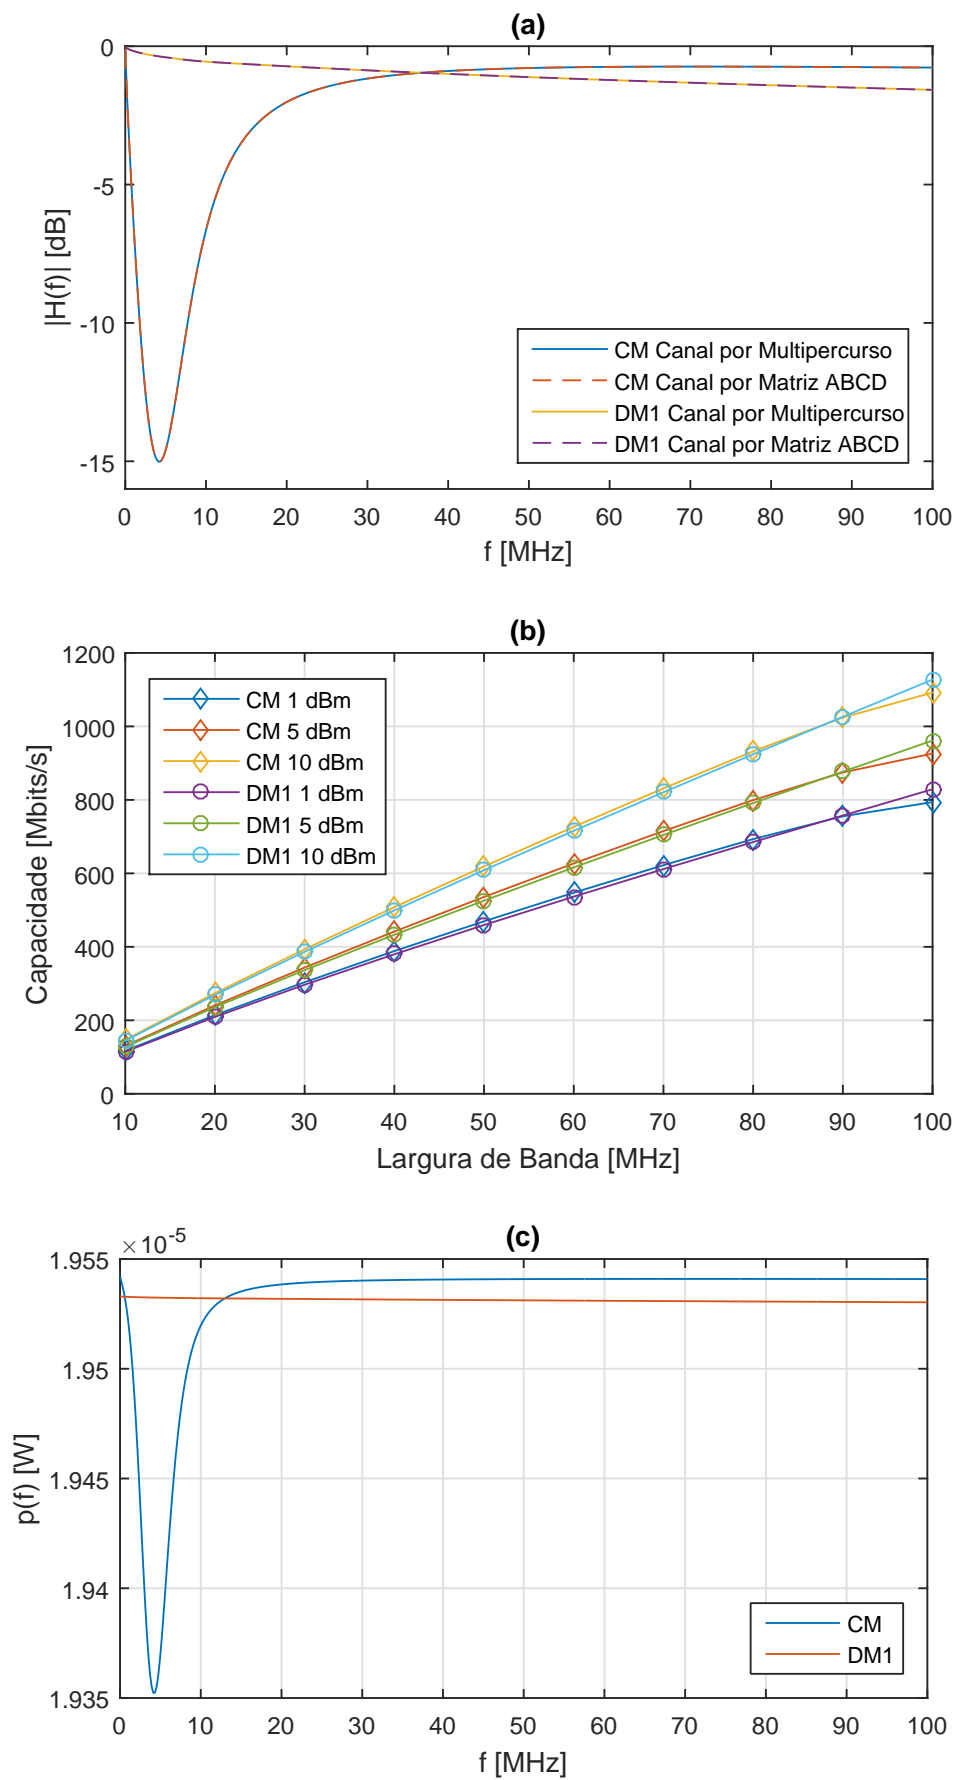 (a)
0
-5
-10
-15
|H(f)| [dB]
CM Canal por Multipercurso
CM Canal por Matriz ABCD
DM1 Canal por Multipercurso
DM1 Canal por Matriz ABCD
0 10 20 30 40 50 60 70 80 90 100
f [MHz]
(b)
1200
1000
800
600
400
200
0
Capacidade [Mbits/s]
CM 1 dBm
CM 5 dBm
CM 10 dBm
DM1 1 dBm
DM1 5 dBm
DM1 10 dBm
10 20 30 40 50 60 70 80 90 100
Largura de Banda [MHz]
(c)
×10-5
1.955
1.95
1.945
1.94
1.935
p(f) [W]
CM
DM1
0 10 20 30 40 50 60 70 80 90 100
f [MHz]